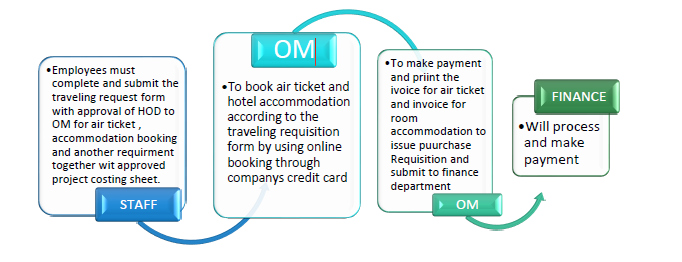 •Employees must
complete and submit the
traveling request form
with approval of HOD to
OM for air ticket ,
accommodation booking
and another requirment
together wit approved
project costing sheet.
STAFF
OM
•To book air ticket and
hotel accommodation
according to the
traveling requisition
form by using online
booking through
companys credit card
•To make payment
and priint the
ivoice for air ticket
and invoice for
room
accommodation to
issue puurchase
Requisition and
submit to finance
department
OM
FINANCE
•Will process
and make
payment